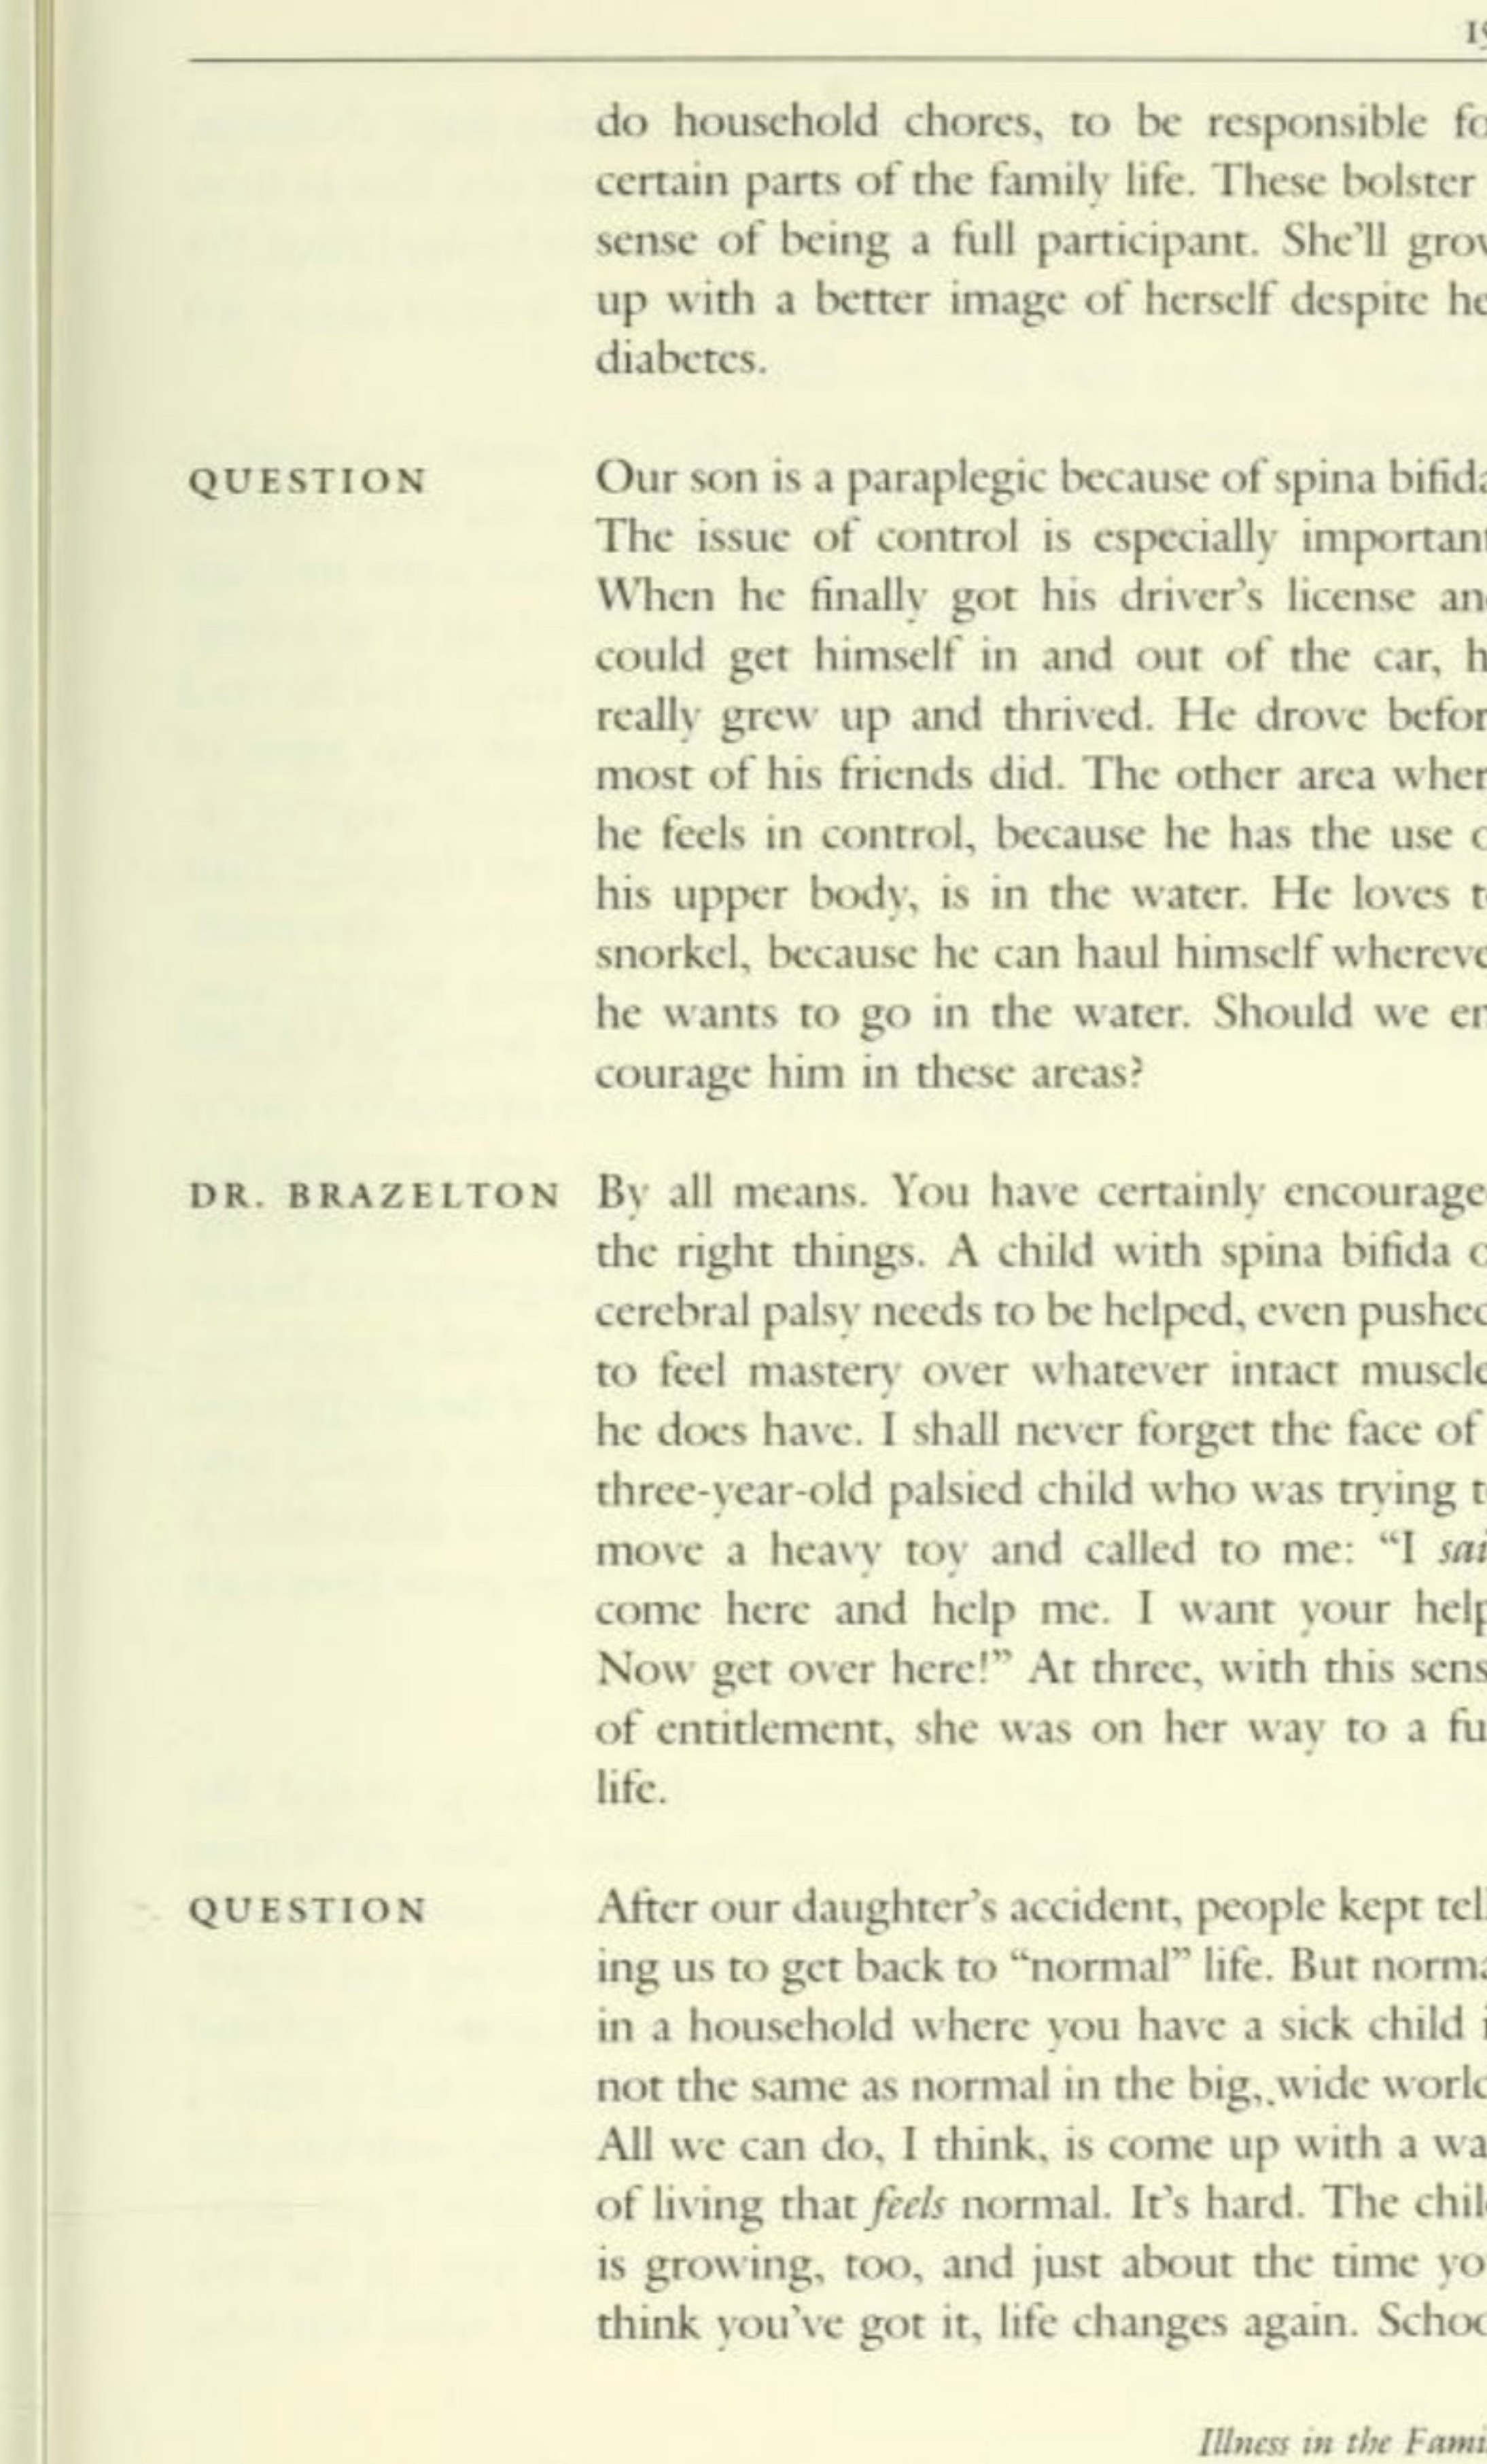 15
do household chores, to be responsible fo
certain parts of the family life. These bolster
sense of being a full participant. She'll grov
up with a better image of herself despite he
diabetes.
QUESTION Our son is a paraplegic because of spina bifida
The issue of control is especially important
When he finally got his driver's license an
could get himself in and out of the car, h
really grew up and thrived. He drove befor
most of his friends did. The other area wher
he feels in control, because he has the use o
his upper body, is in the water. He loves t
snorkel, because he can haul himself whereve
he wants to go in the water. Should we en
courage him in these areas?
DR. BRAZELTON By all means. You have certainly encourage
the right things. A child with spina bifida o
cerebral palsy needs to be helped, even pushed
to feel mastery over whatever intact muscle
he does have. I shall never forget the face of
three-year-old palsied child who was trying t
move a heavy toy and called to me: “I sai
come here and help me. I want your help
Now get over here!” At three, with this sens
of entitlement, she was on her way to a fu
life.
QUESTION After our daughter's accident, people kept tel
ing us to get back to “normal” life. But norma
in a household where you have a sick child i
not the same as normal in the big, wide world
All we can do, I think, is come up with a wa
of living that feels normal. It's hard. The chil
is growing, too, and just about the time yo
think you've got it, life changes again. Schoo
Illness in the Fami